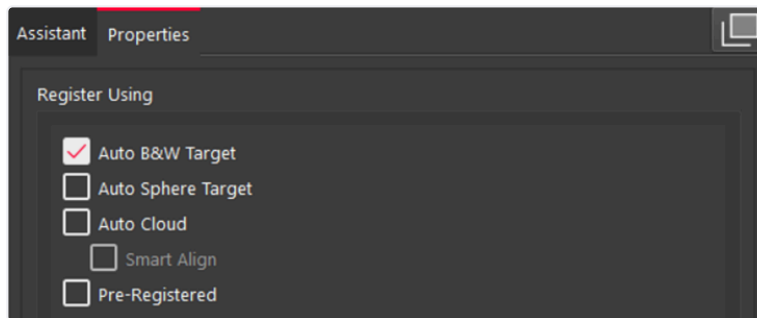 Assistant Properties
Register Using
Auto B&W Target
Auto Sphere Target
Auto Cloud
Smart Align
Pre-Registered